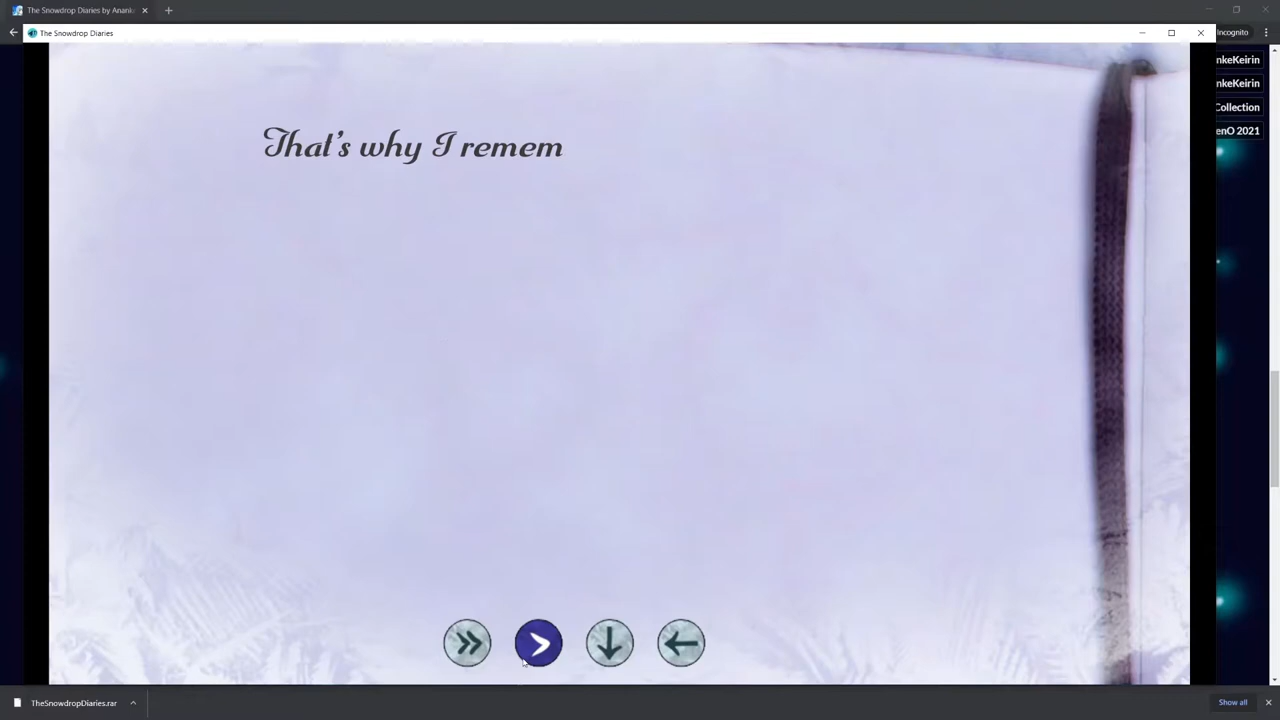 The Snowdrop Diaries by Anank
The Snowdrop Diaries
Incognito
nkeKeirin
nkeKeirin
Collection
enO 2021
That's why I remem
TheSnowdropDiaries.rar
Show all